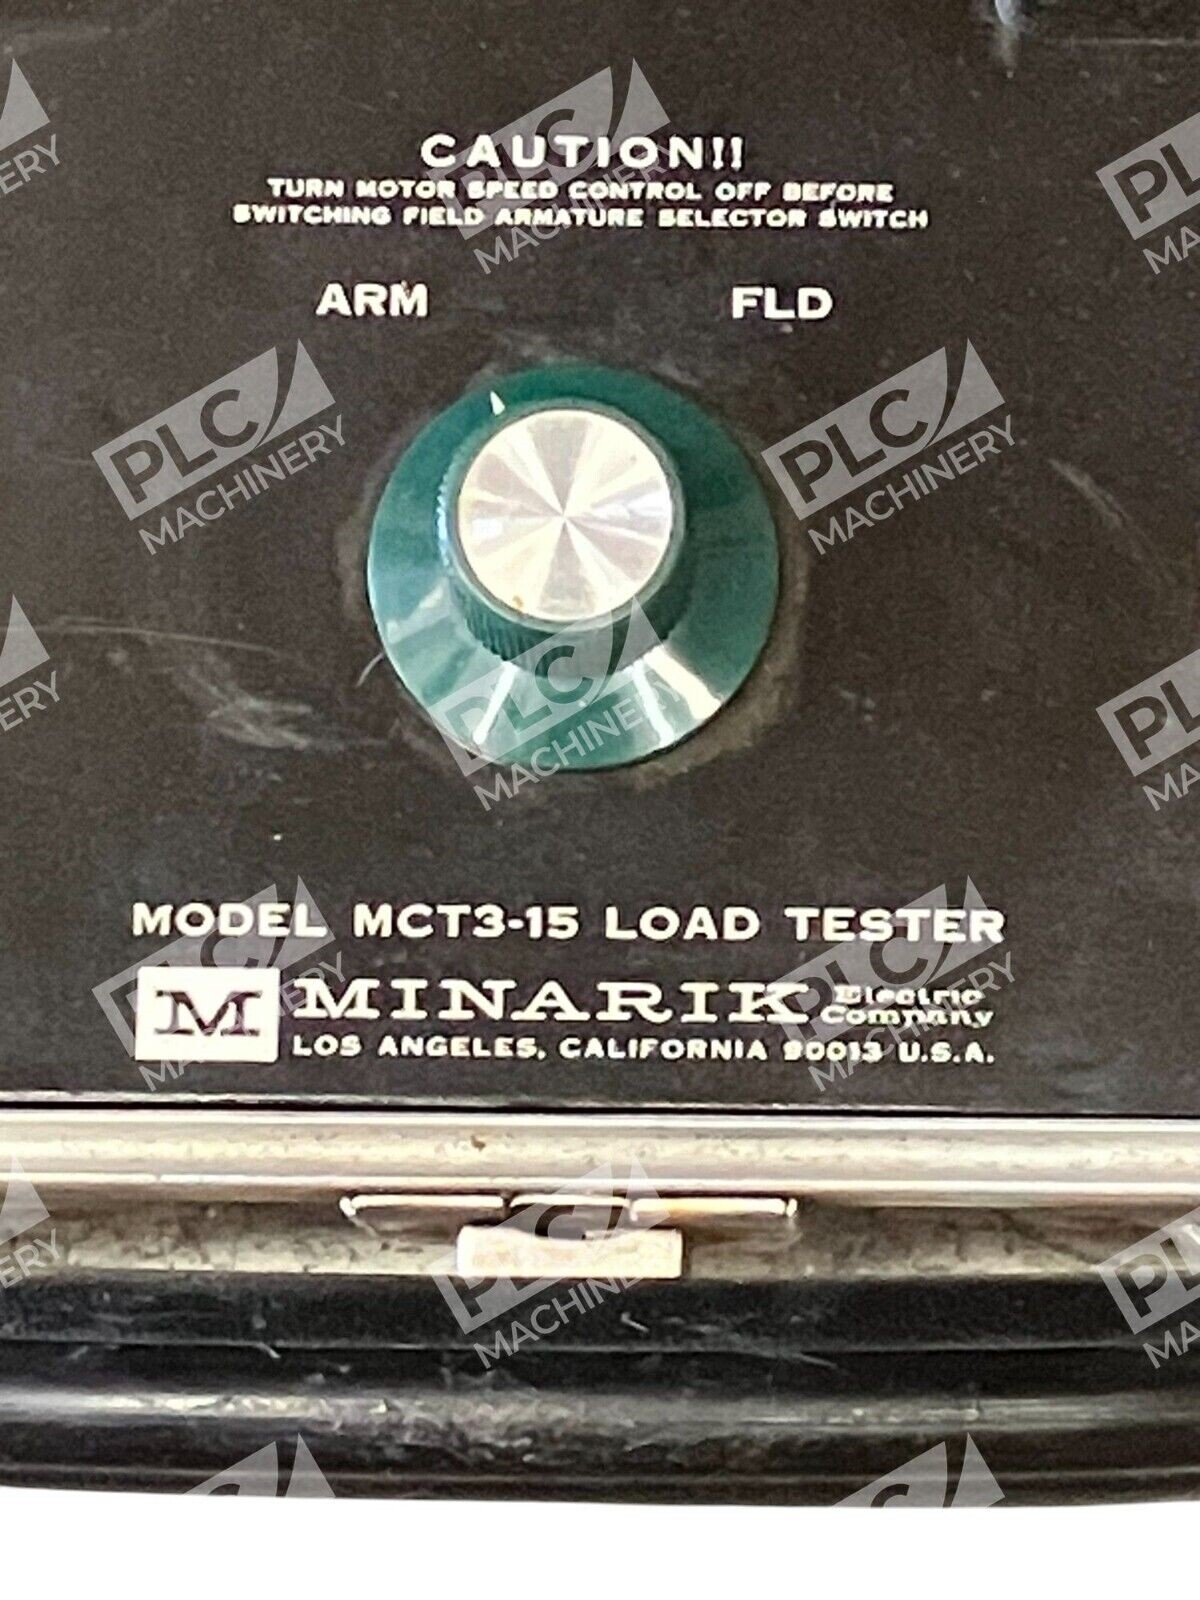 CAUTION!!
TURN MOTOR SPEED CONTROL OFF BEFORE
SWITCHING FIELD ARMATURE SELECTOR SWITCH
ARM FLD
MODEL MCT3-15 LOAD TESTER
M MINARIK Electric
Company
LOS ANGELES, CALIFORNIA 90013 U.S.A.
PLC
MACHINERY